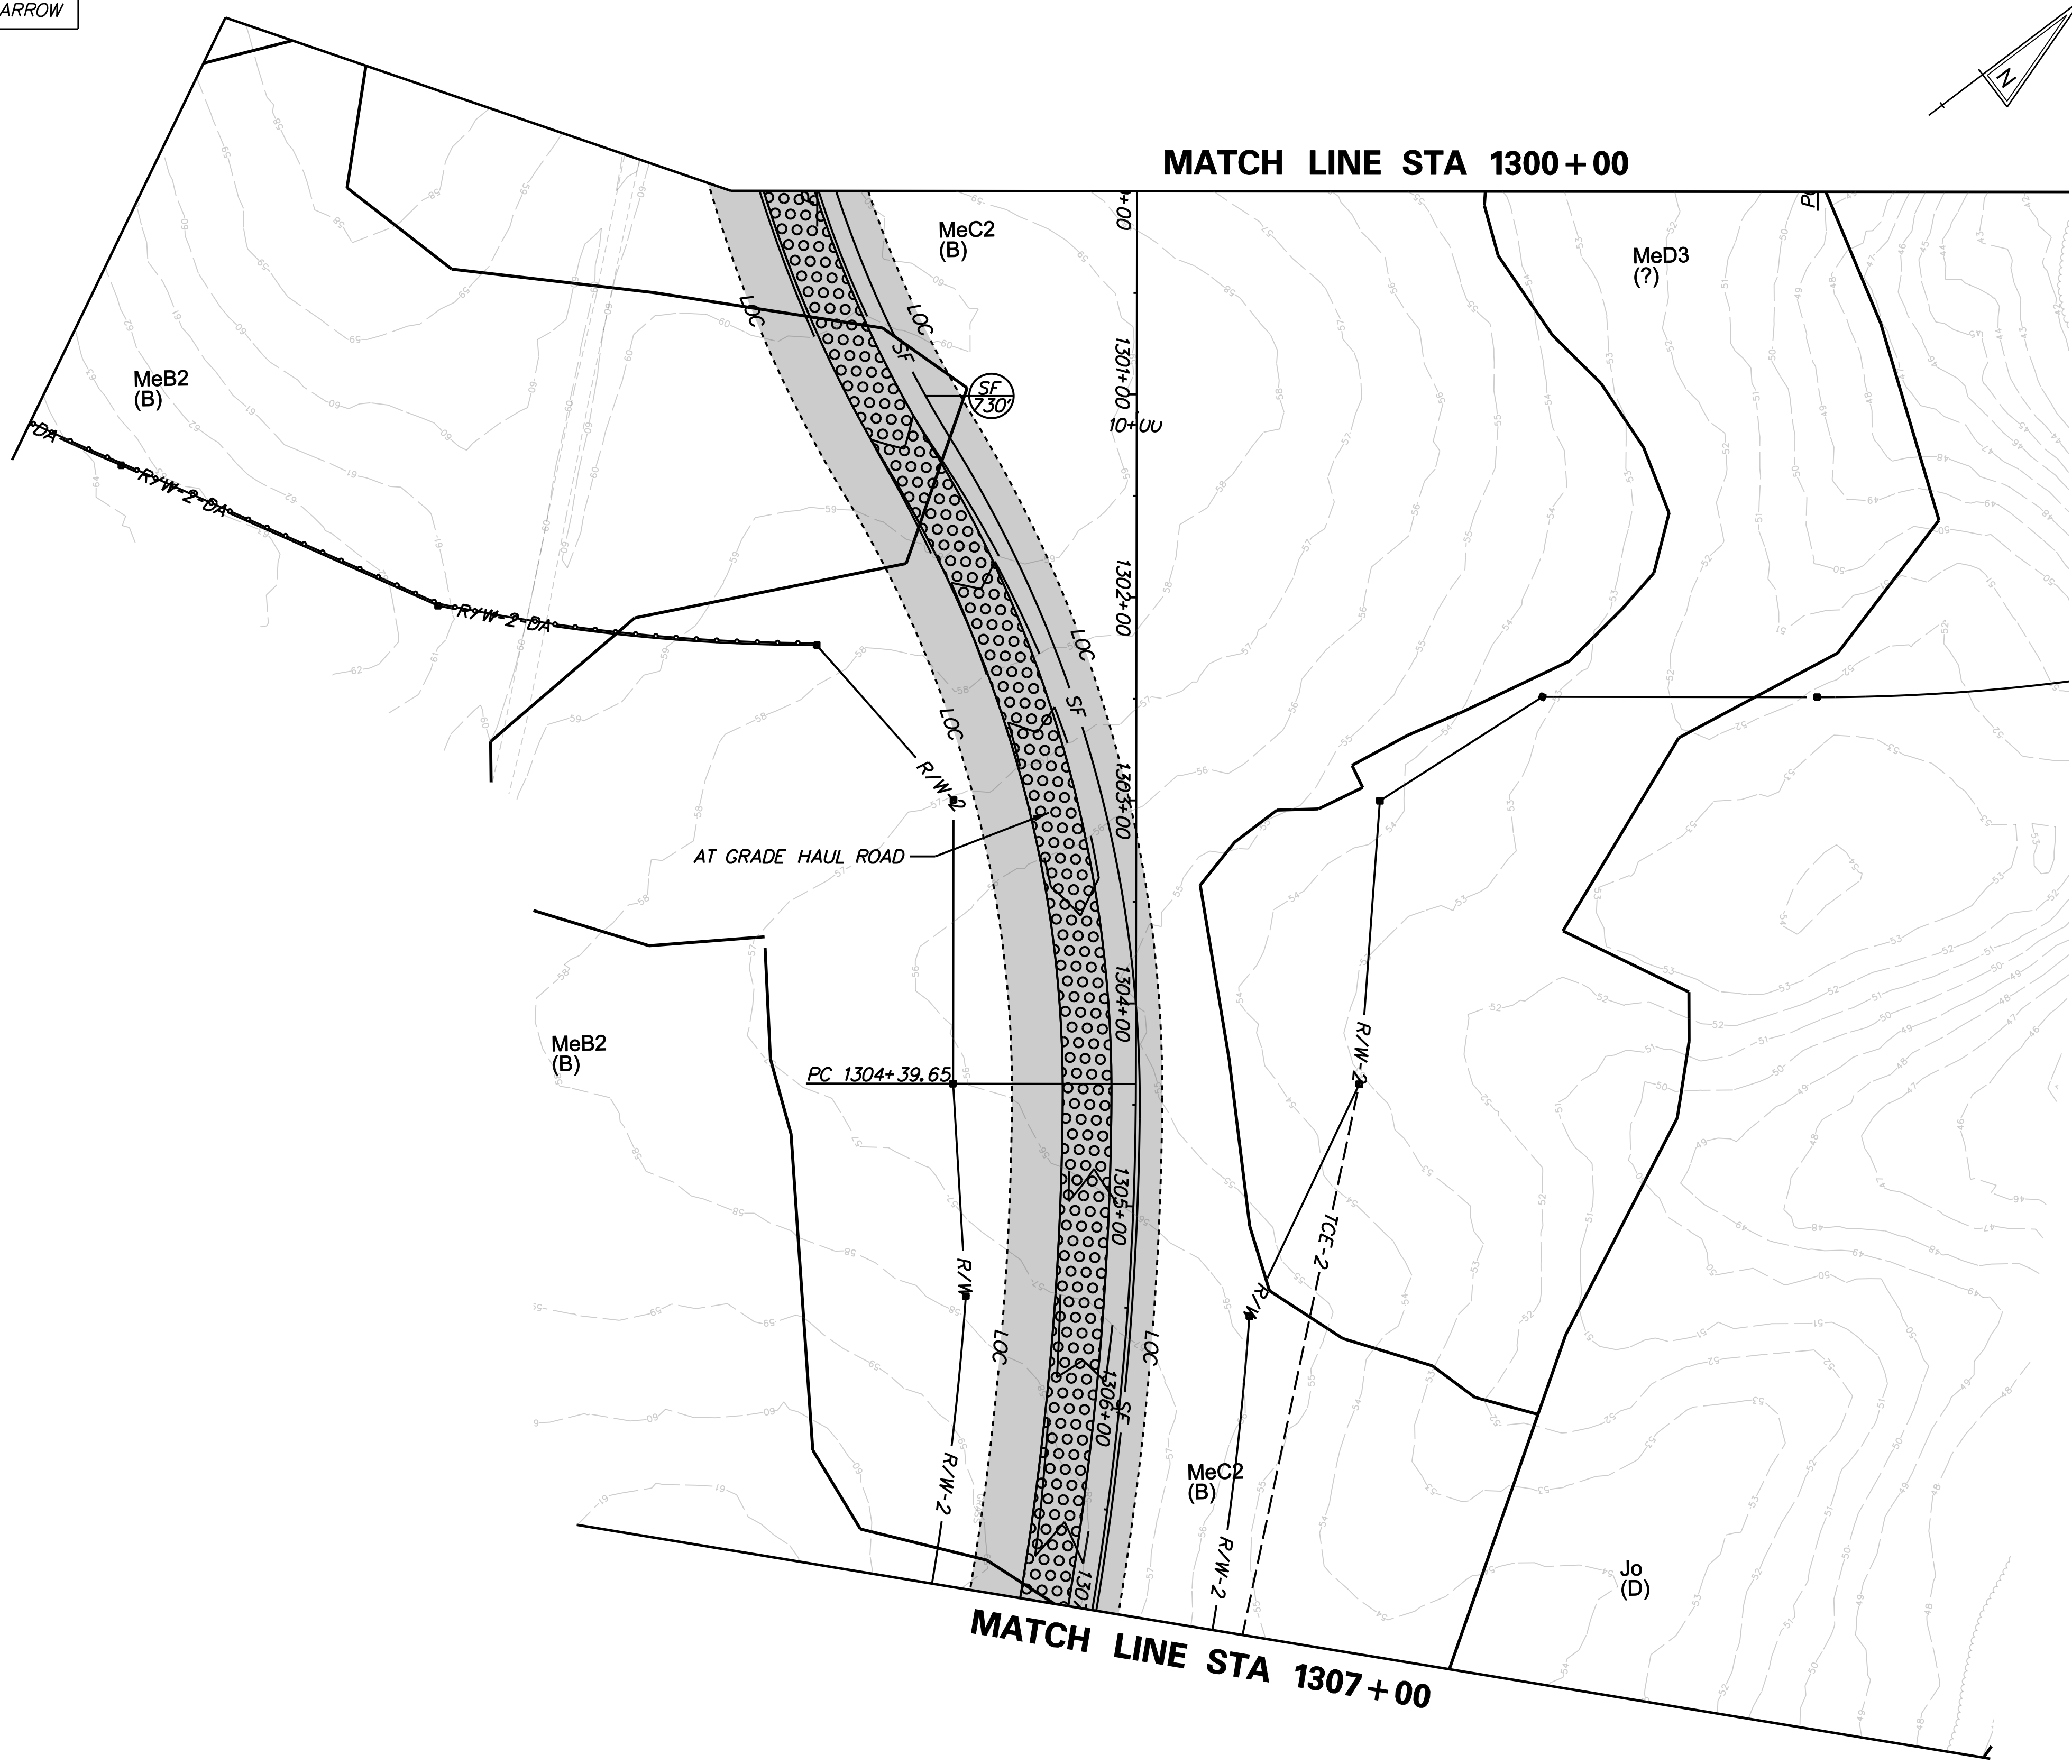 ARROW
N
MATCH LINE STA 1300+00
MeC2
(B)
MeD3
(?)
LOC
LOC
SF
1301+00
SF
730'
10+00
MeB2
(B)
DA
R/W-2-DA
R/W-2-DA
1302+00
LOC
SF
LOC
R/W-2
1303+00
AT GRADE HAUL ROAD
1304+00
R/W-2
MeB2
(B)
PC 1304+39.65
1305+00
TCE-2
R/W
R/W
LOC
LOC
1306+00
SF
R/W-2
MeC2
(B)
R/W-2
Jo
(D)
MATCH LINE STA 1307+00